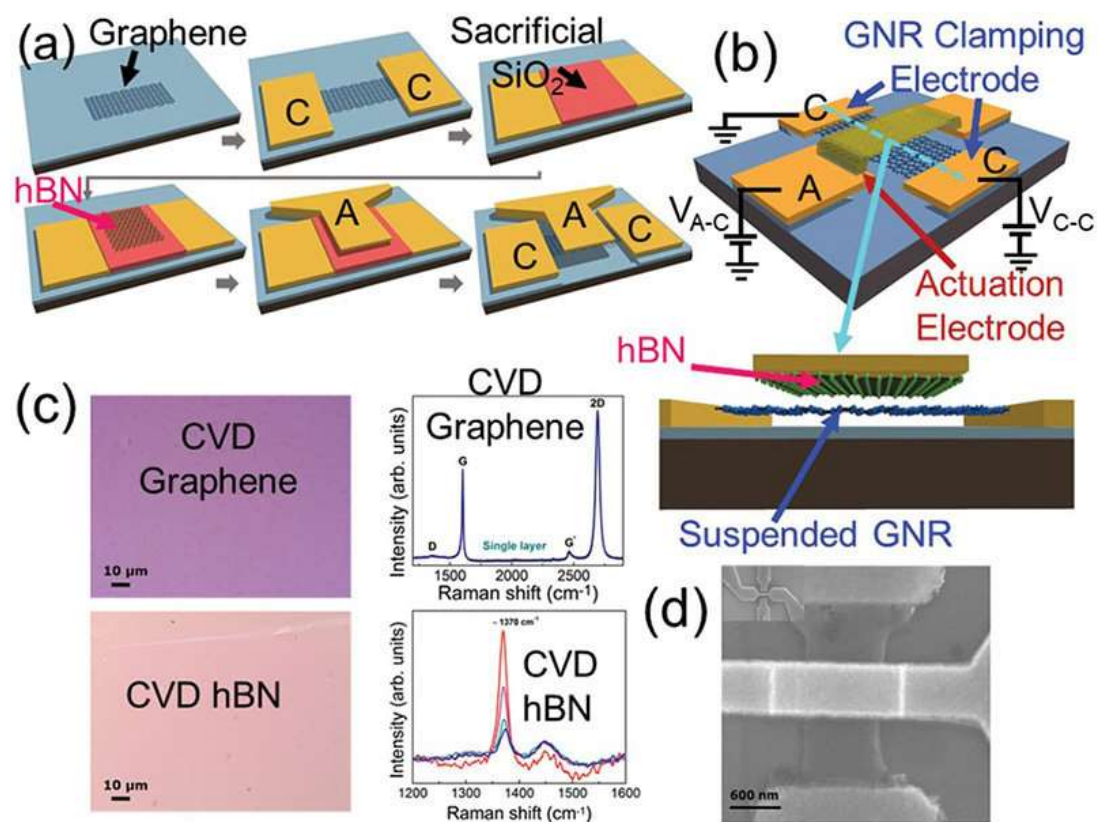 (a)
Graphene
Sacrificial
SiO2
C
C
hBN
A
A
C
C
(b)
GNR Clamping
Electrode
C
C
A
VA-C
VC-C
Actuation
Electrode
hBN
Suspended GNR
(c)
CVD
Graphene
10 µm
CVD
Graphene
Intensity (arb. units)
2D
G
D
Single layer
G*
1500 2000 2500
Raman shift (cm-1)
CVD hBN
10 µm
Intensity (arb. units)
~ 1370 cm-1
CVD
hBN
1200 1300 1400 1500 1600
Raman shift (cm-1)
(d)
600 nm